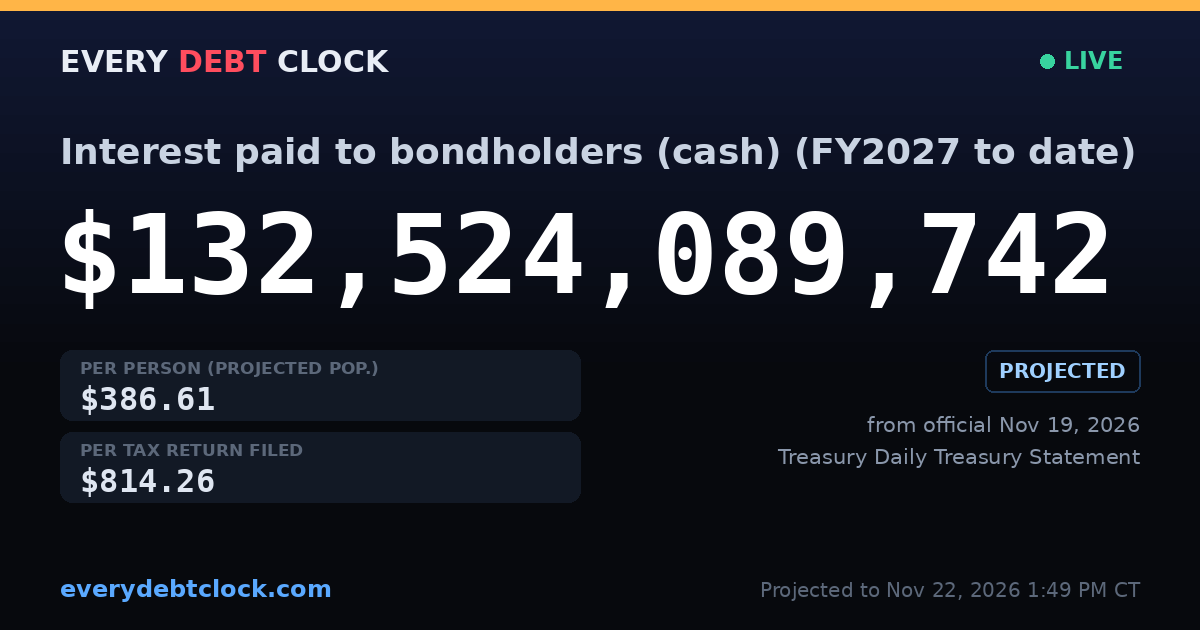 EVERY DEBT CLOCK
LIVE
Interest paid to bondholders (cash) (FY2027 to date)
$132,524,089,742
PER PERSON (PROJECTED POP.)
$386.61
PER TAX RETURN FILED
$814.26
PROJECTED
from official Nov 19, 2026
Treasury Daily Treasury Statement
everydebtclock.com
Projected to Nov 22, 2026 1:49 PM CT